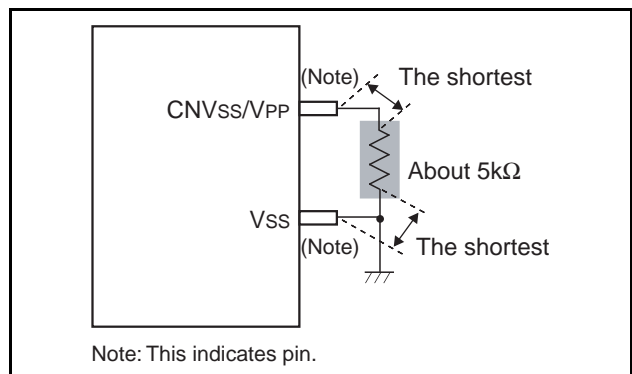 (Note)
The shortest
CNVSS/VPP
About 5kΩ
VSS
(Note)
The shortest
Note: This indicates pin.